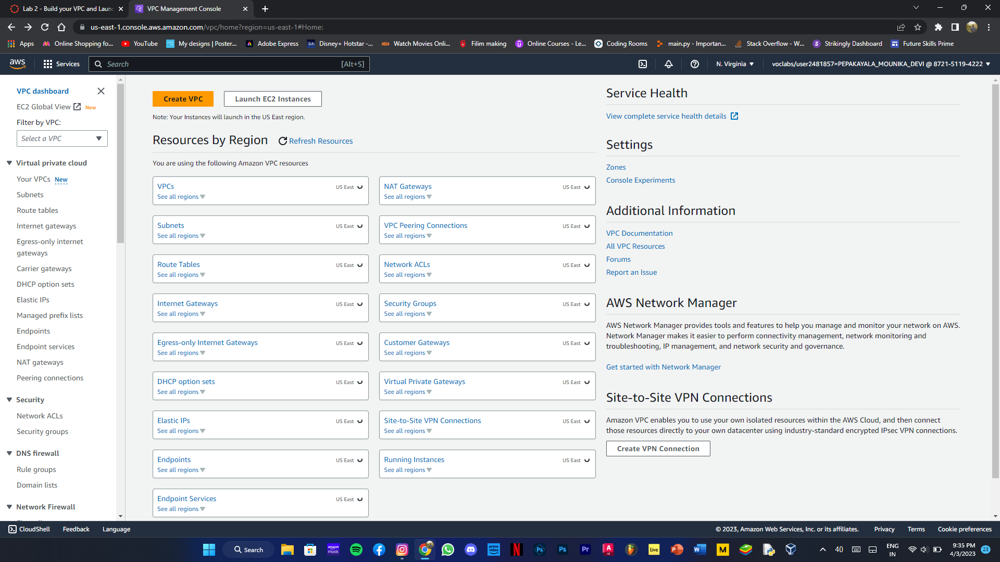 Lab 2 - Build your VPC and Laun
VPC Management Console
us-east-1.console.aws.amazon.com/vpc/home?region=us-east-1#Home:
Apps
Online Shopping fo...
YouTube
My designs | Poster...
Adobe Express
Disney+ Hotstar -...
Watch Movies Onli...
Filim making
Online Courses - Le...
Coding Rooms
main.py - Importan...
Stack Overflow - W...
Strikingly Dashboard
Future Skills Prime
aws
Services
Search
[Alt+S]
N. Virginia
voclabs/user2481857=PEPAKAYALA_MOUNIKA_DEVI @ 8721-5119-4222
VPC dashboard
EC2 Global View New
Filter by VPC:
Select a VPC
Virtual private cloud
Your VPCs New
Subnets
Route tables
Internet gateways
Egress-only internet
gateways
Carrier gateways
DHCP option sets
Elastic IPs
Managed prefix lists
Endpoints
Endpoint services
NAT gateways
Peering connections
Security
Network ACLs
Security groups
DNS firewall
Rule groups
Domain lists
Network Firewall
Create VPC
Launch EC2 Instances
Note: Your Instances will launch in the US East region.
Resources by Region
Refresh Resources
You are using the following Amazon VPC resources
VPCs US East
See all regions
NAT Gateways US East
See all regions
Subnets US East
See all regions
VPC Peering Connections US East
See all regions
Route Tables US East
See all regions
Network ACLs US East
See all regions
Internet Gateways US East
See all regions
Security Groups US East
See all regions
Egress-only Internet Gateways US East
See all regions
Customer Gateways US East
See all regions
DHCP option sets US East
See all regions
Virtual Private Gateways US East
See all regions
Elastic IPs US East
See all regions
Site-to-Site VPN Connections US East
See all regions
Endpoints US East
See all regions
Running Instances US East
See all regions
Endpoint Services US East
See all regions
Service Health
View complete service health details
Settings
Zones
Console Experiments
Additional Information
VPC Documentation
All VPC Resources
Forums
Report an Issue
AWS Network Manager
AWS Network Manager provides tools and features to help you manage and monitor your network on AWS.
Network Manager makes it easier to perform connectivity management, network monitoring and
troubleshooting, IP management, and network security and governance.
Get started with Network Manager
Site-to-Site VPN Connections
Amazon VPC enables you to use your own isolated resources within the AWS Cloud, and then connect
those resources directly to your own datacenter using industry-standard encrypted IPsec VPN connections.
Create VPN Connection
CloudShell
Feedback
Language
© 2023, Amazon Web Services, Inc. or its affiliates.
Privacy
Terms
Cookie preferences
Search
amazon music
prime video
Ps
Ps
Pr
Live
40
ENG
IN
9:35 PM
4/3/2023
23